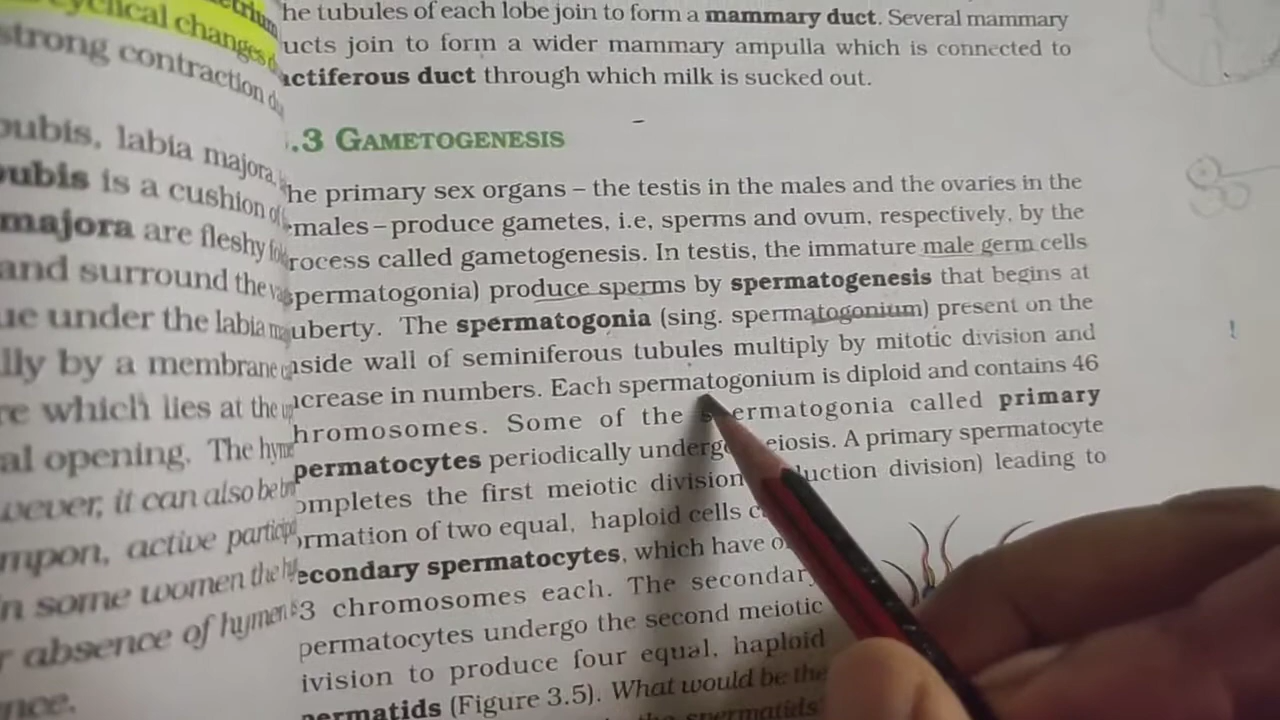 cyclical changes
strong contraction
pubis, labia majora,
pubis is a cushion of
majora are fleshy
and surround the
ue under the labia
lly by a membrane
re which lies at the
al opening. The
wever, it can also be
mpon, active
n some women the
r absence of hymen is
nce.
he tubules of each lobe join to form a mammary duct. Several mammary
ucts join to form a wider mammary ampulla which is connected to
actiferous duct through which milk is sucked out.
.3 GAMETOGENESIS
he primary sex organs – the testis in the males and the ovaries in the
males – produce gametes, i.e, sperms and ovum, respectively, by the
rocess called gametogenesis. In testis, the immature male germ cells
spermatogonia) produce sperms by spermatogenesis that begins at
uberty. The spermatogonia (sing. spermatogonium) present on the
nside wall of seminiferous tubules multiply by mitotic division and
ncrease in numbers. Each spermatogonium is diploid and contains 46
hromosomes. Some of the ermatogonia called primary
permatocytes periodically undergo eiosis. A primary spermatocyte
ompletes the first meiotic division uction division) leading to
ormation of two equal, haploid cells c
econdary spermatocytes, which have o
3 chromosomes each. The secondary
permatocytes undergo the second meiotic
ivision to produce four equal, haploid
permatids (Figure 3.5). What would be the
the spermatids